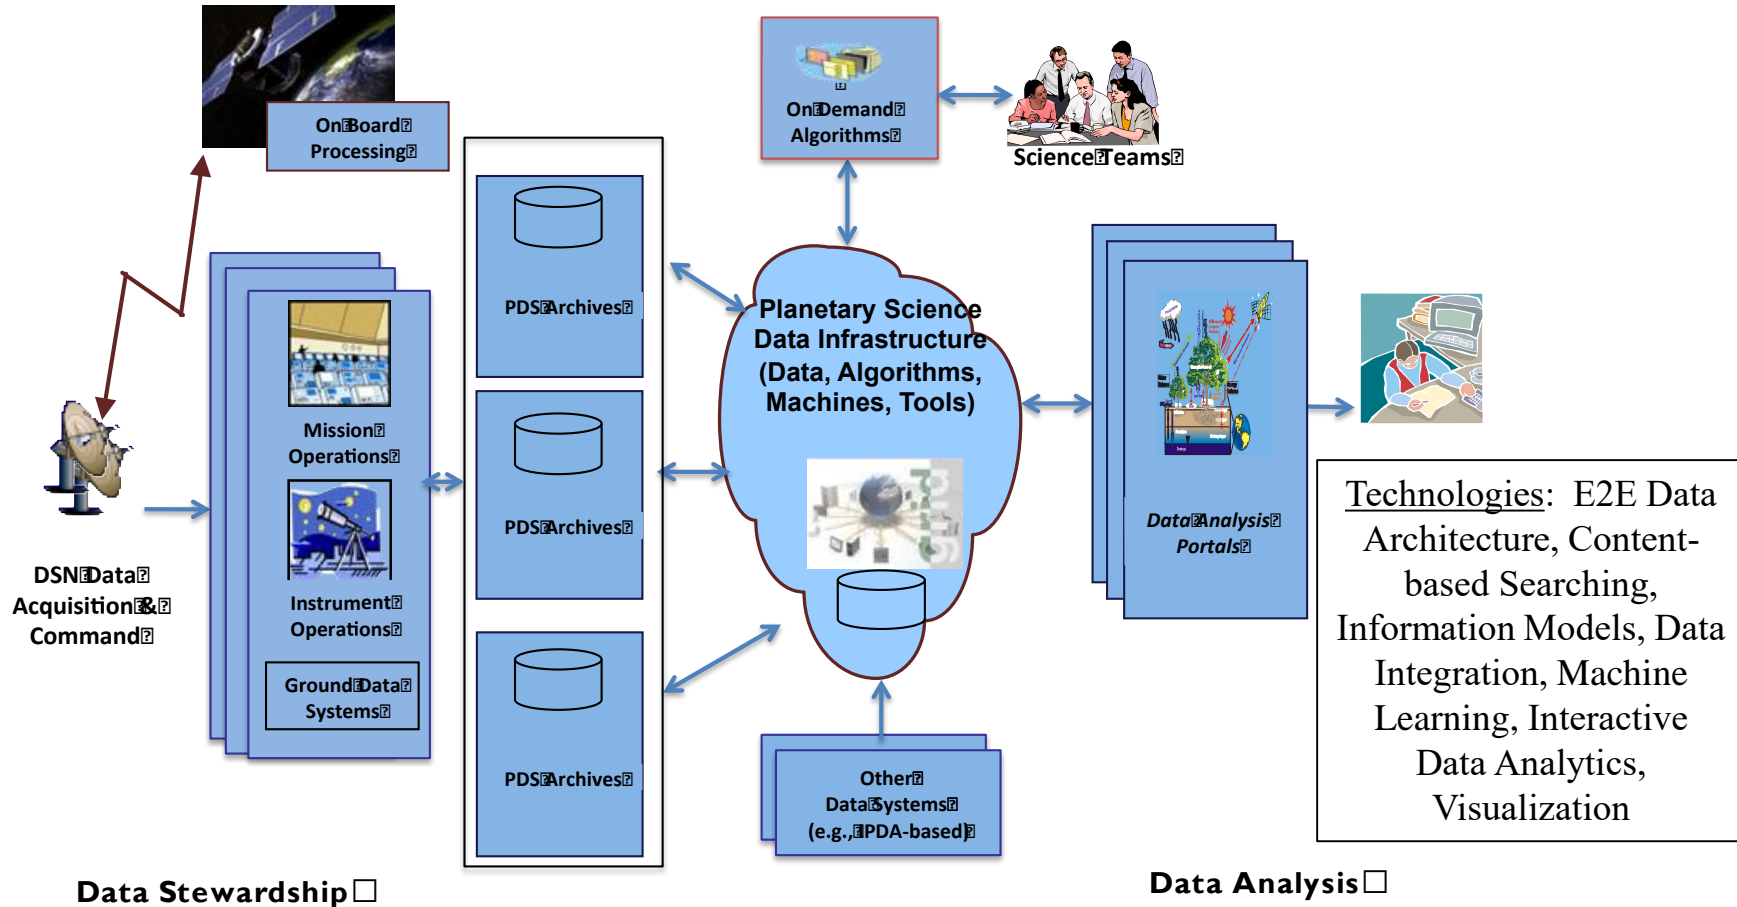 On Board
Processing
On Demand
Algorithms
Science Teams
PDS Archives
Planetary Science
Data Infrastructure
(Data, Algorithms,
Machines, Tools)
Mission
Operations
PDS Archives
Data Analysis
Portals
DSN Data
Acquisition &
Command
Instrument
Operations
Ground Data
Systems
PDS Archives
Other
Data Systems
(e.g., IPDA-based)
Technologies: E2E Data
Architecture, Content-
based Searching,
Information Models, Data
Integration, Machine
Learning, Interactive
Data Analytics,
Visualization
Data Stewardship
Data Analysis